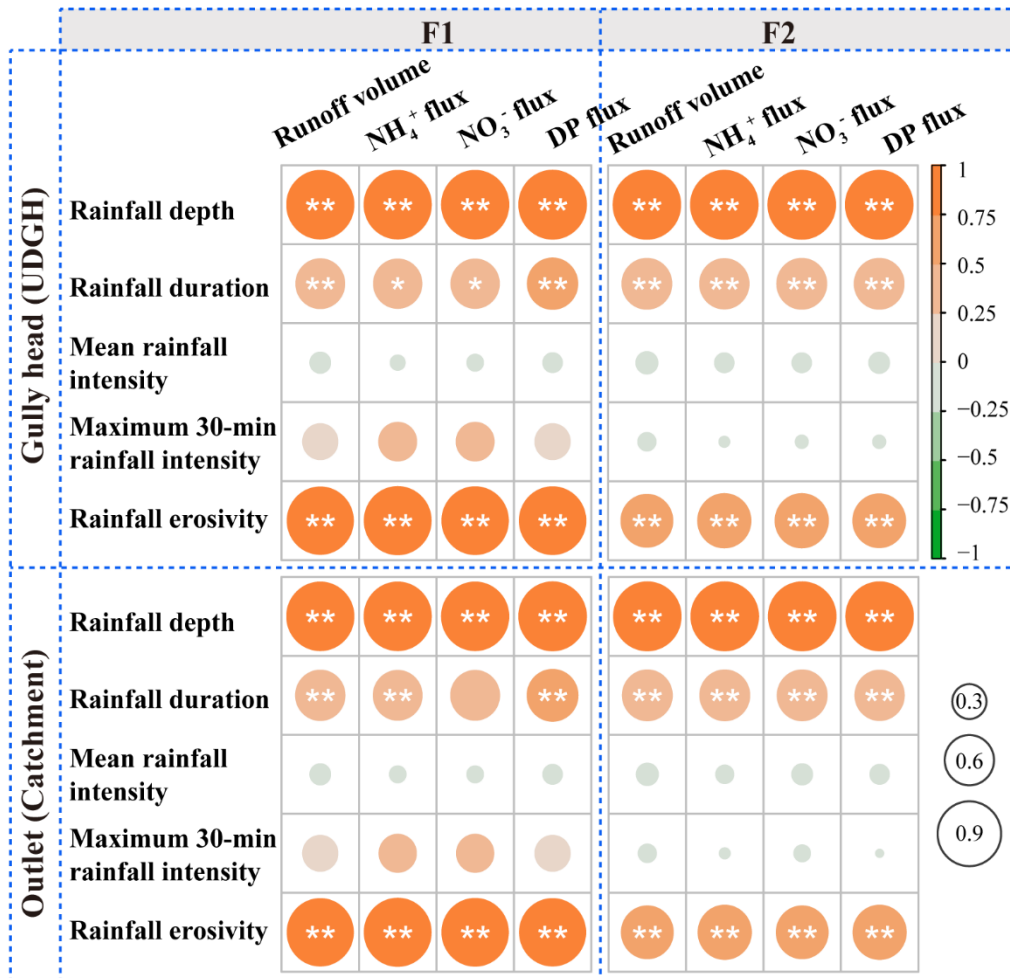 F1 F2
Runoff volume NH₄⁺ flux NO₃⁻ flux DP flux Runoff volume NH₄⁺ flux NO₃⁻ flux DP flux
Gully head (UDGH)
Rainfall depth ** ** ** ** ** ** ** **
Rainfall duration ** * * ** ** ** ** **
Mean rainfall
intensity
Maximum 30-min
rainfall intensity
Rainfall erosivity ** ** ** ** ** ** ** **
1
0.75
0.5
0.25
0
−0.25
−0.5
−0.75
−1
Outlet (Catchment)
Rainfall depth ** ** ** ** ** ** ** **
Rainfall duration ** ** ** ** ** ** **
Mean rainfall
intensity
Maximum 30-min
rainfall intensity
Rainfall erosivity ** ** ** ** ** ** ** **
0.3
0.6
0.9